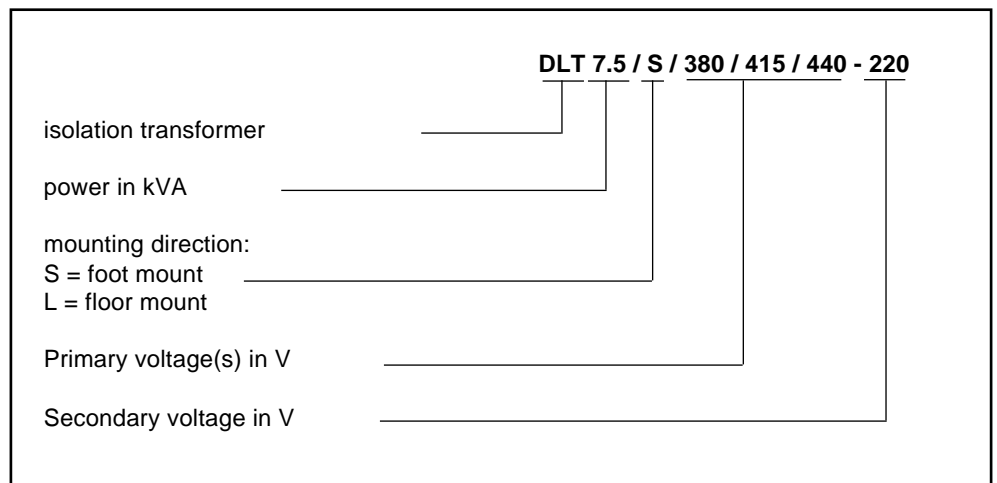 DLT 7.5 / S / 380 / 415 / 440 - 220
isolation transformer
power in kVA
mounting direction:
S = foot mount
L = floor mount
Primary voltage(s) in V
Secondary voltage in V